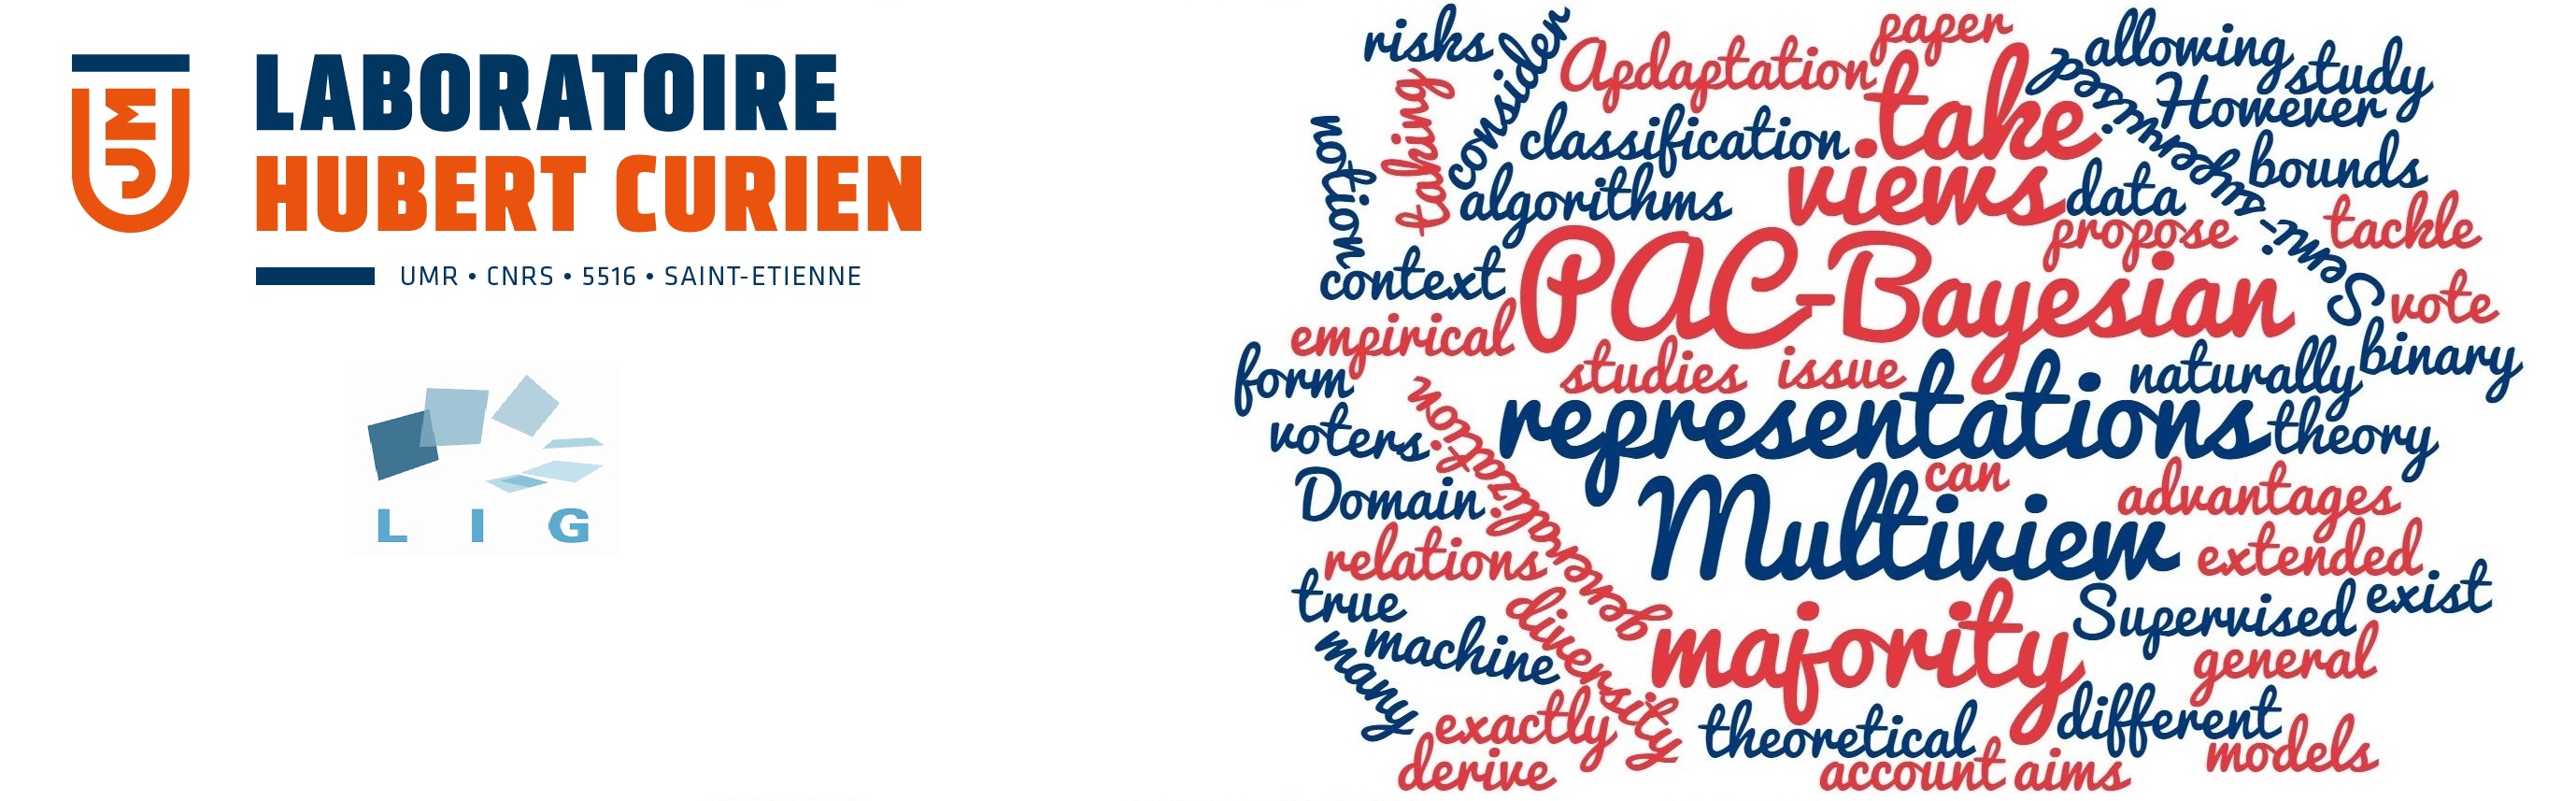 UJM
LABORATOIRE
HUBERT CURIEN
UMR • CNRS • 5516 • SAINT-ETIENNE
L I G
risks
consider
taking
notion
Apdaptation
paper
take
allowing
study
However
Semi-supervised
classification
algorithms
views
data
bounds
propose
tackle
context
PAC-Bayesian
vote
empirical
studies
issue
naturally
binary
form
voters
representations
theory
generalization
Domain
can
Multiview
advantages
relations
extended
true
diversity
exist
Supervised
machine
many
majority
general
exactly
theoretical
different
models
derive
account
aims